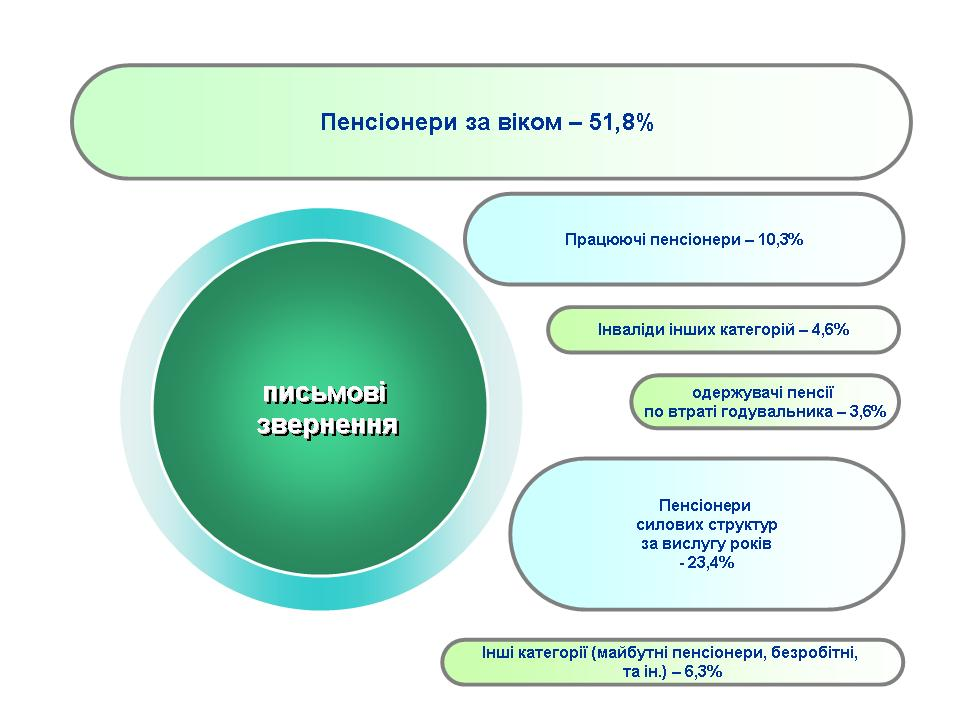 Пенсіонери за віком – 51,8%
Працюючі пенсіонери – 10,3%
Інваліди інших категорій – 4,6%
одержувачі пенсії
по втраті годувальника – 3,6%
письмові
звернення
Пенсіонери
силових структур
за вислугу років
- 23,4%
Інші категорії (майбутні пенсіонери, безробітні,
та ін.) – 6,3%